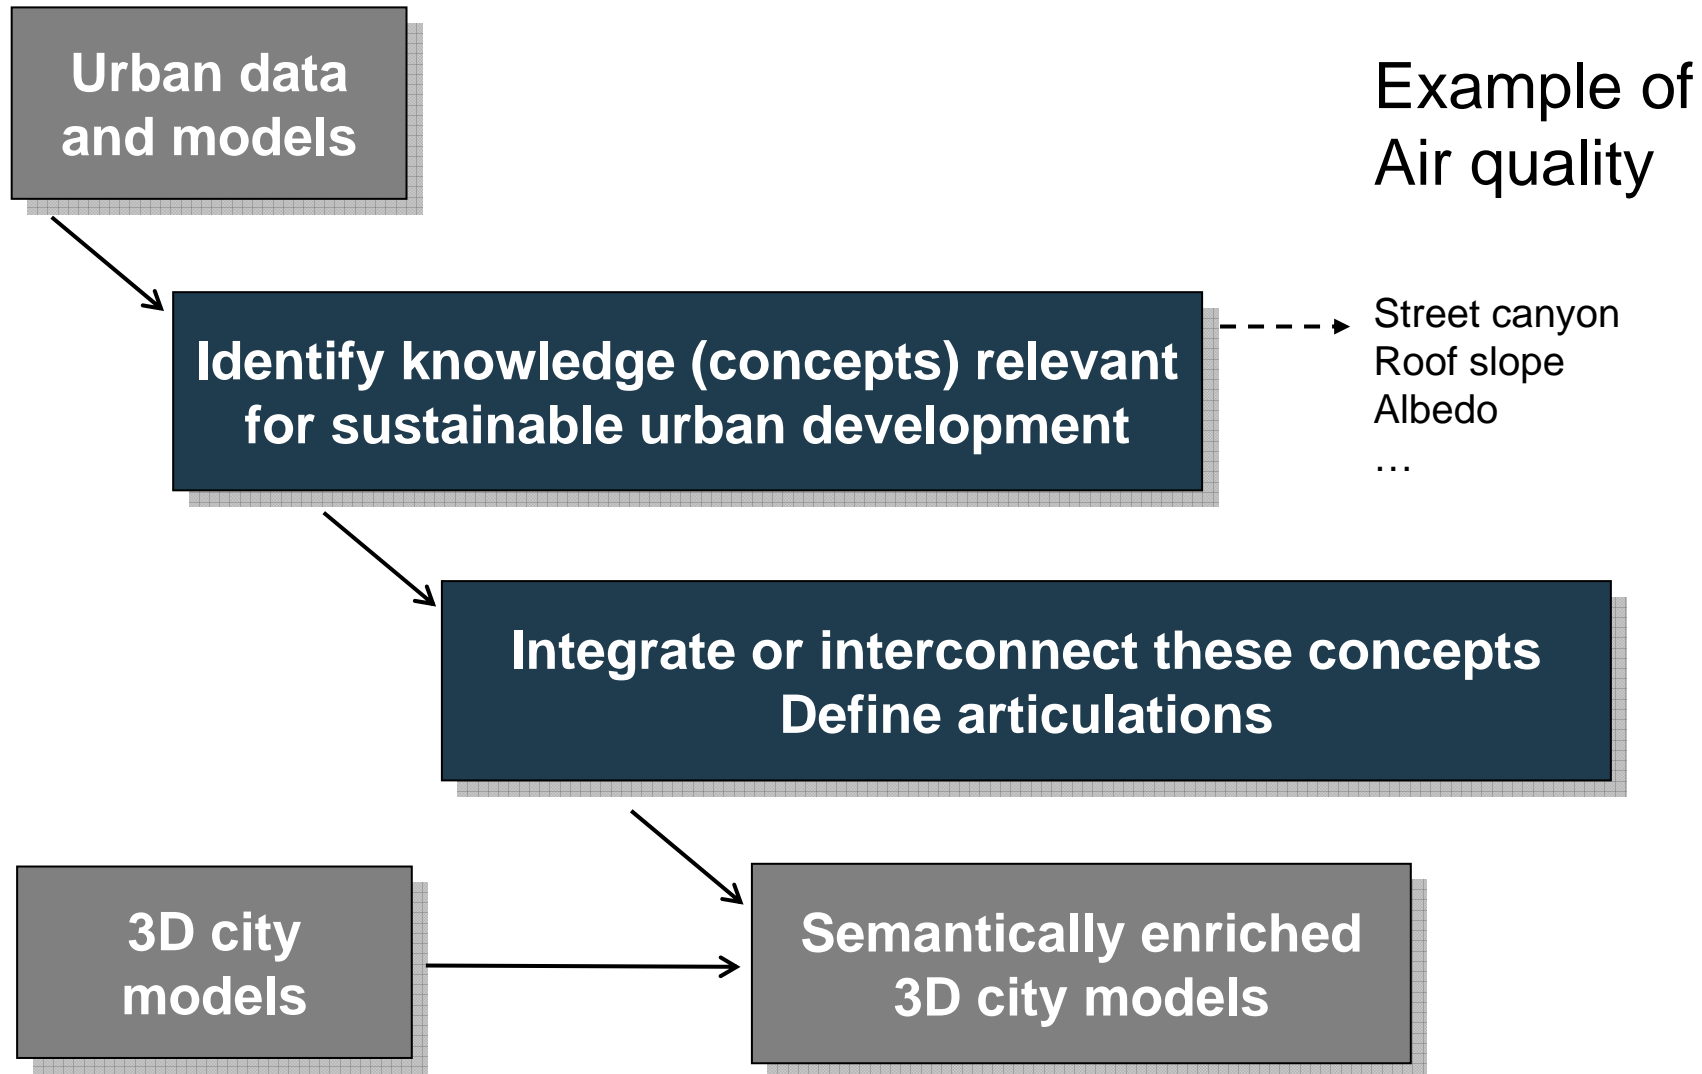 Urban data
and models
Example of
Air quality
Identify knowledge (concepts) relevant
for sustainable urban development
Street canyon
Roof slope
Albedo
…
Integrate or interconnect these concepts
Define articulations
3D city
models
Semantically enriched
3D city models